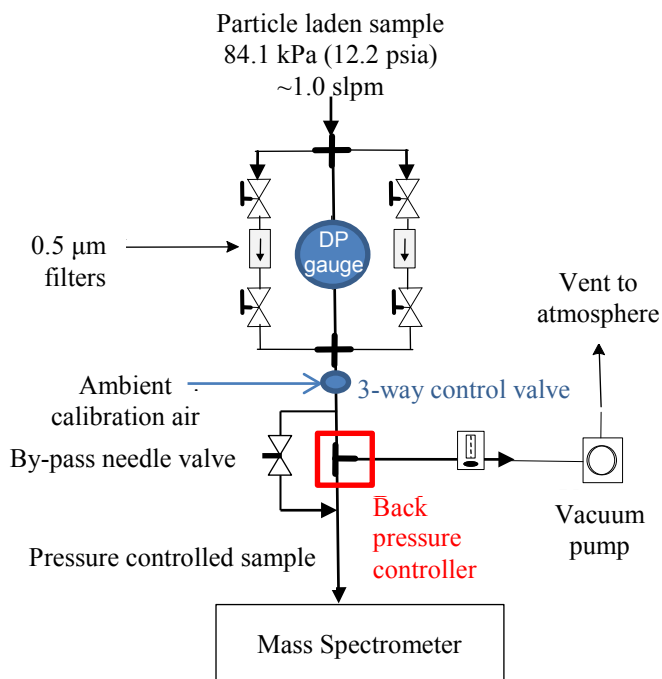 Particle laden sample
84.1 kPa (12.2 psia)
~1.0 slpm
DP
gauge
0.5 μm
filters
Vent to
atmosphere
Ambient
calibration air
3-way control valve
By-pass needle valve
Back
pressure
controller
Vacuum
pump
Pressure controlled sample
Mass Spectrometer